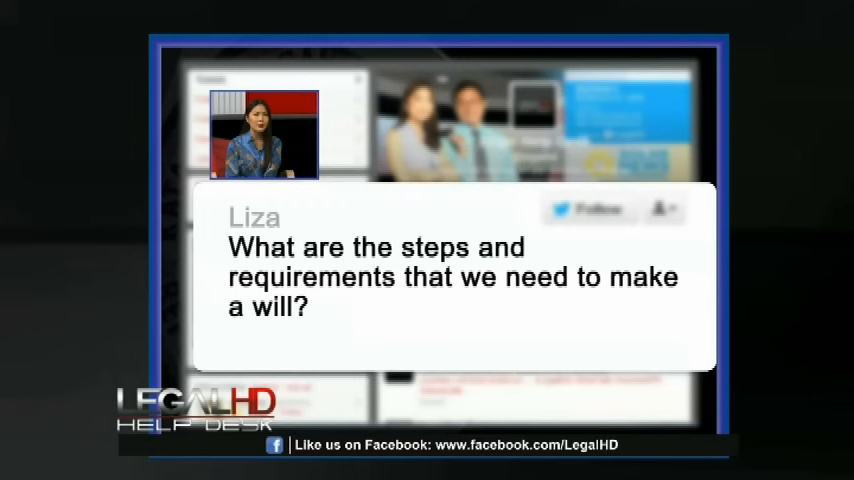 Liza
Follow
What are the steps and
requirements that we need to make
a will?
LEGALHD
HELP DESK
Like us on Facebook: www.facebook.com/LegalHD